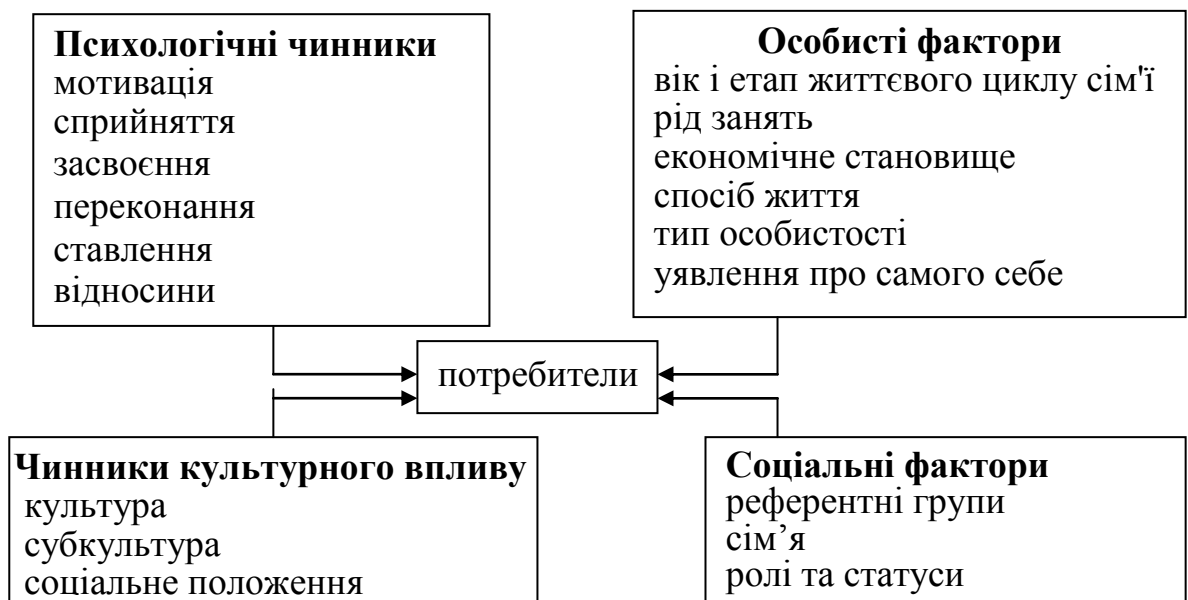 Психологічні чинники
мотивація
сприйняття
засвоєння
переконання
ставлення
відносини
Особисті фактори
вік і етап життєвого циклу сім'ї
рід занять
економічне становище
спосіб життя
тип особистості
уявлення про самого себе
потребители
Чинники культурного впливу
культура
субкультура
соціальне положення
Соціальні фактори
референтні групи
сім’я
ролі та статуси